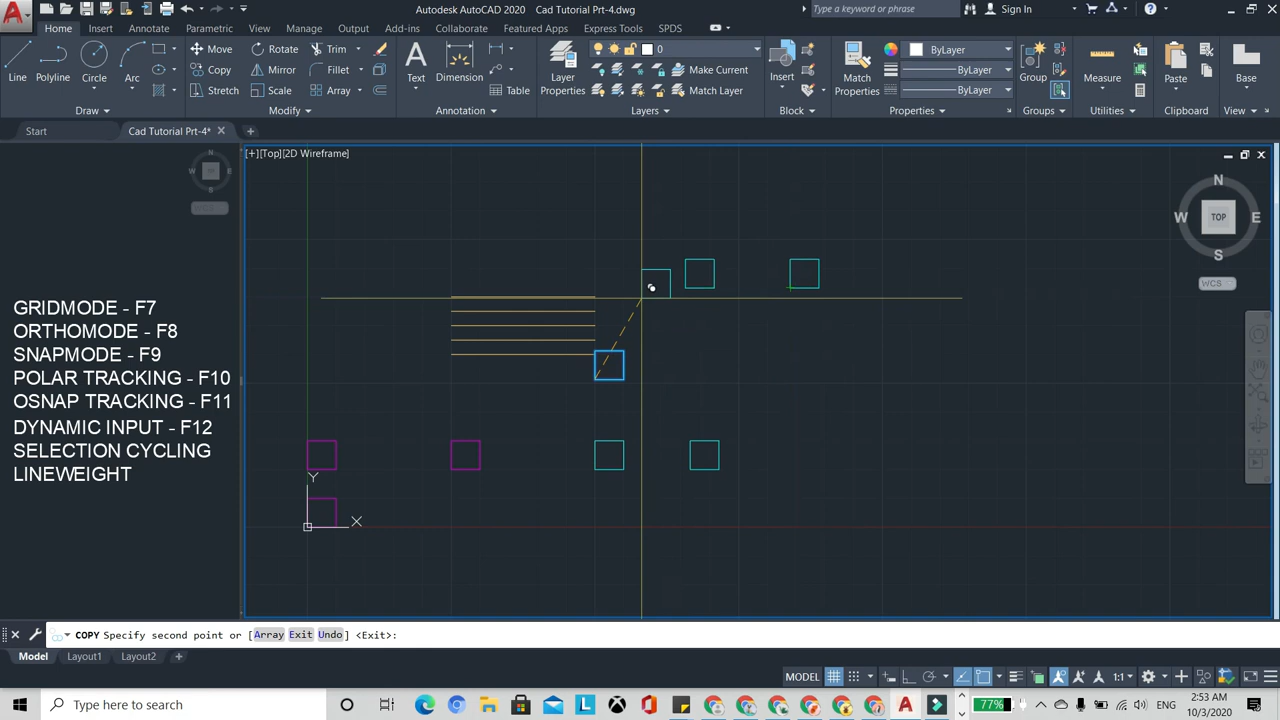 Autodesk AutoCAD 2020 Cad Tutorial Prt-4.dwg
Type a keyword or phrase
Sign In
Home Insert Annotate Parametric View Manage Output Add-ins Collaborate Express Tools Featured Apps SPDS
Line Polyline Circle Arc
Move Rotate Trim
Copy Mirror Fillet
Stretch Scale Array
Text Dimension Table
Layer Properties
0
Make Current
Match Layer
Insert
Match Properties
ByLayer
ByLayer
ByLayer
Group Measure Paste Base
Draw Modify Annotation Layers Block Properties Groups Utilities Clipboard View
Start Cad Tutorial Prt-4*
[+][Top][2D Wireframe]
N
W E
S
TOP
WCS
N
W TOP E
S
WCS
GRIDMODE - F7
ORTHOMODE - F8
SNAPMODE - F9
POLAR TRACKING - F10
OSNAP TRACKING - F11
DYNAMIC INPUT - F12
SELECTION CYCLING
LINEWEIGHT
Y
X
COPY Specify second point or [Array Exit Undo] <Exit>:
Model Layout1 Layout2
MODEL 1:1
Type here to search
77%
ENG
2:53 AM
10/3/2020